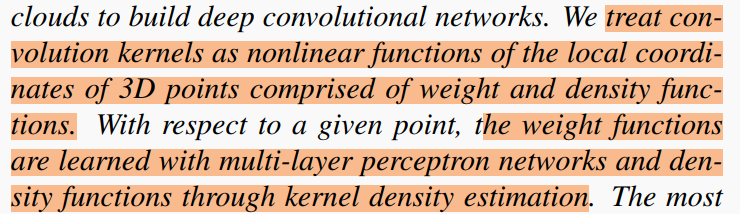 clouds to build deep convolutional networks. We treat con-
volution kernels as nonlinear functions of the local coordi-
nates of 3D points comprised of weight and density func-
tions. With respect to a given point, the weight functions
are learned with multi-layer perceptron networks and den-
sity functions through kernel density estimation. The most